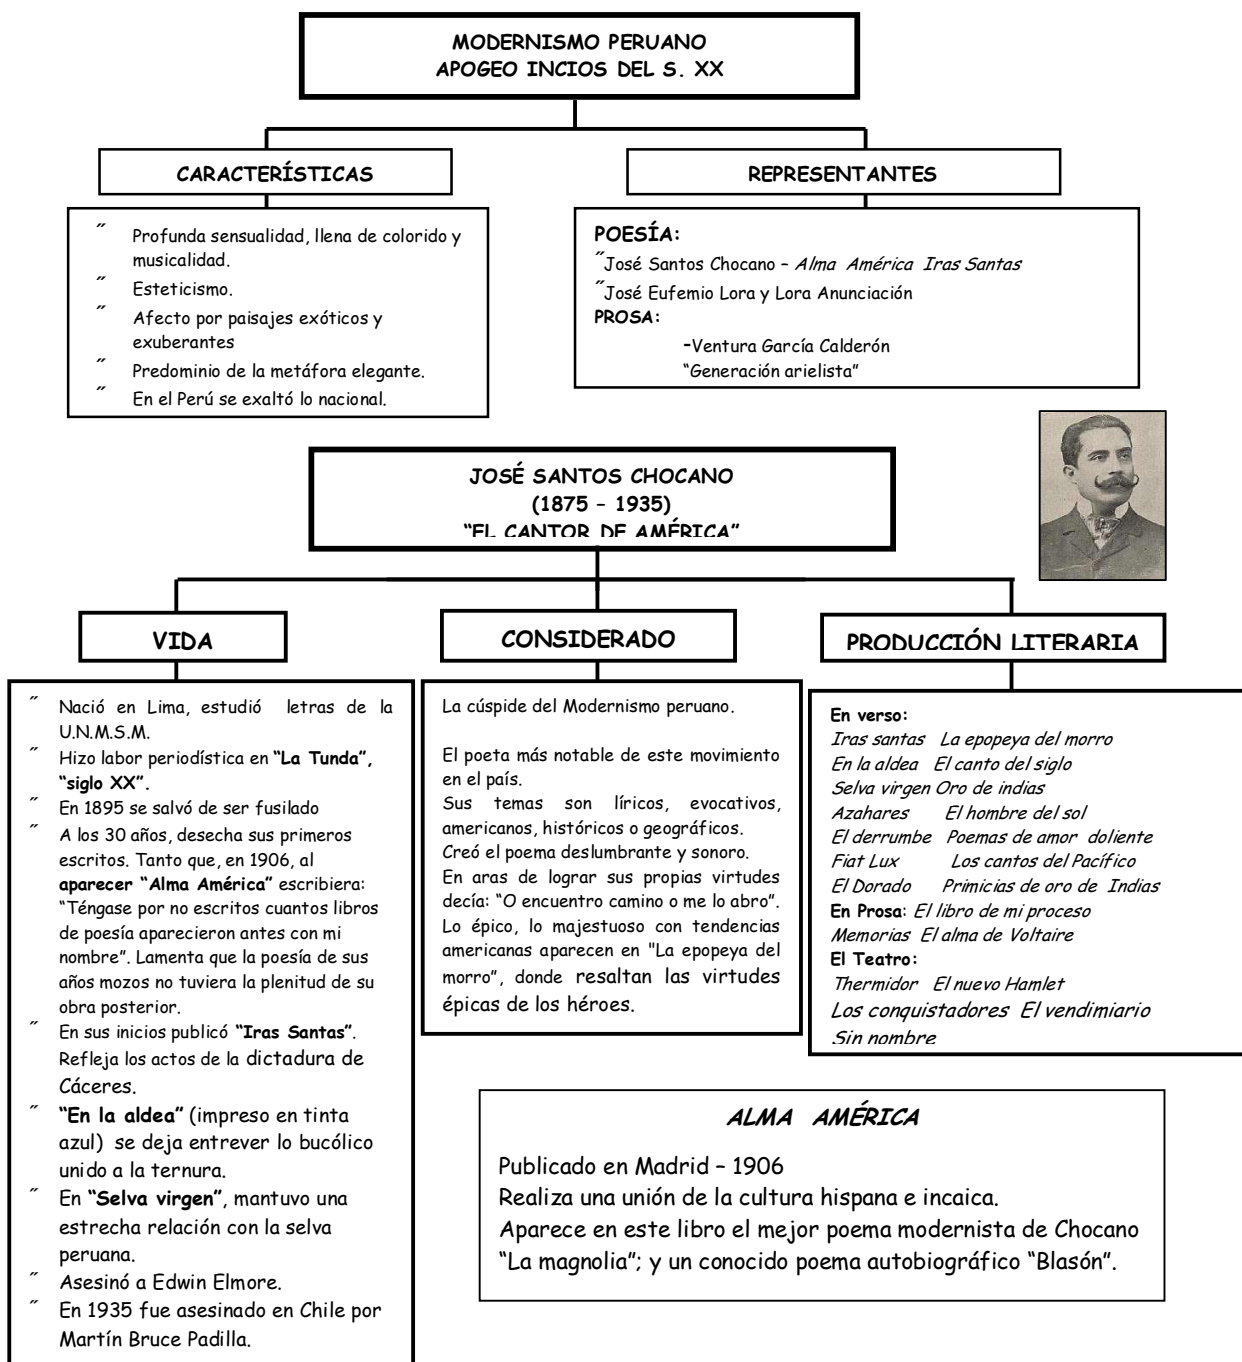 MODERNISMO PERUANO
APOGEO INCIOS DEL S. XX
CARACTERÍSTICAS
˝ Profunda sensualidad, llena de colorido y
musicalidad.
˝ Esteticismo.
˝ Afecto por paisajes exóticos y
exuberantes
˝ Predominio de la metáfora elegante.
˝ En el Perú se exaltó lo nacional.
REPRESENTANTES
POESÍA:
˝José Santos Chocano – Alma América Iras Santas
˝José Eufemio Lora y Lora Anunciación
PROSA:
-Ventura García Calderón
“Generación arielista”
JOSÉ SANTOS CHOCANO
(1875 – 1935)
“EL CANTOR DE AMÉRICA”
VIDA
˝ Nació en Lima, estudió letras de la
U.N.M.S.M.
˝ Hizo labor periodística en “La Tunda”,
“siglo XX”.
˝ En 1895 se salvó de ser fusilado
˝ A los 30 años, desecha sus primeros
escritos. Tanto que, en 1906, al
aparecer “Alma América” escribiera:
“Téngase por no escritos cuantos libros
de poesía aparecieron antes con mi
nombre”. Lamenta que la poesía de sus
años mozos no tuviera la plenitud de su
obra posterior.
˝ En sus inicios publicó “Iras Santas”.
Refleja los actos de la dictadura de
Cáceres.
˝ “En la aldea” (impreso en tinta
azul) se deja entrever lo bucólico
unido a la ternura.
˝ En “Selva virgen”, mantuvo una
estrecha relación con la selva
peruana.
˝ Asesinó a Edwin Elmore.
˝ En 1935 fue asesinado en Chile por
Martín Bruce Padilla.
CONSIDERADO
La cúspide del Modernismo peruano.
El poeta más notable de este movimiento
en el país.
Sus temas son líricos, evocativos,
americanos, históricos o geográficos.
Creó el poema deslumbrante y sonoro.
En aras de lograr sus propias virtudes
decía: “O encuentro camino o me lo abro”.
Lo épico, lo majestuoso con tendencias
americanas aparecen en "La epopeya del
morro”, donde resaltan las virtudes
épicas de los héroes.
PRODUCCIÓN LITERARIA
En verso:
Iras santas La epopeya del morro
En la aldea El canto del siglo
Selva virgen Oro de indias
Azahares El hombre del sol
El derrumbe Poemas de amor doliente
Fiat Lux Los cantos del Pacífico
El Dorado Primicias de oro de Indias
En Prosa: El libro de mi proceso
Memorias El alma de Voltaire
El Teatro:
Thermidor El nuevo Hamlet
Los conquistadores El vendimiario
Sin nombre
ALMA AMÉRICA
Publicado en Madrid – 1906
Realiza una unión de la cultura hispana e incaica.
Aparece en este libro el mejor poema modernista de Chocano
“La magnolia”; y un conocido poema autobiográfico “Blasón”.